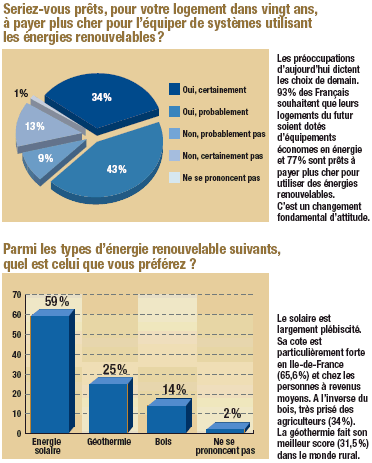 Seriez-vous prêts, pour votre logement dans vingt ans,
à payer plus cher pour l'équiper de systèmes utilisant
les énergies renouvelables ?
34%
43%
9%
13%
1%
Oui, certainement
Oui, probablement
Non, probablement pas
Non, certainement pas
Ne se prononcent pas
Les préoccupations
d'aujourd'hui dictent
les choix de demain.
93% des Français
souhaitent que leurs
logements du futur
soient dotés
d'équipements
économes en énergie
et 77% sont prêts à
payer plus cher pour
utiliser des énergies
renouvelables.
C'est un changement
fondamental d'attitude.
Parmi les types d'énergie renouvelable suivants,
quel est celui que vous préférez ?
70
60
50
40
30
20
10
0
59%
25%
14%
2%
Energie
solaire
Géothermie
Bois
Ne se
prononcent pas
Le solaire est
largement plébiscité.
Sa cote est
particulièrement forte
en Ile-de-France
(65,6%) et chez les
personnes à revenus
moyens. A l'inverse du
bois, très prisé des
agriculteurs (34%).
La géothermie fait son
meilleur score (31,5%)
dans le monde rural.